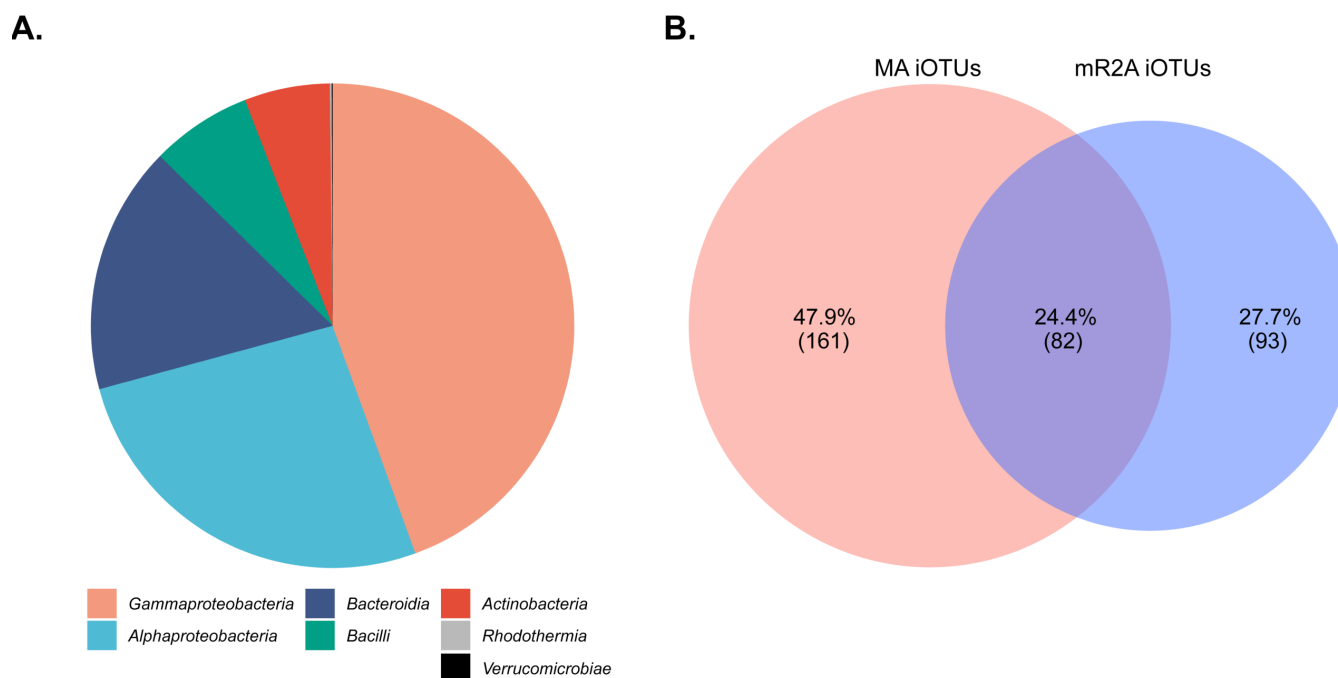 A.
B.
MA iOTUs
mR2A iOTUs
47.9%
(161)
24.4%
(82)
27.7%
(93)
Gammaproteobacteria
Bacteroidia
Actinobacteria
Alphaproteobacteria
Bacilli
Rhodothermia
Verrucomicrobiae